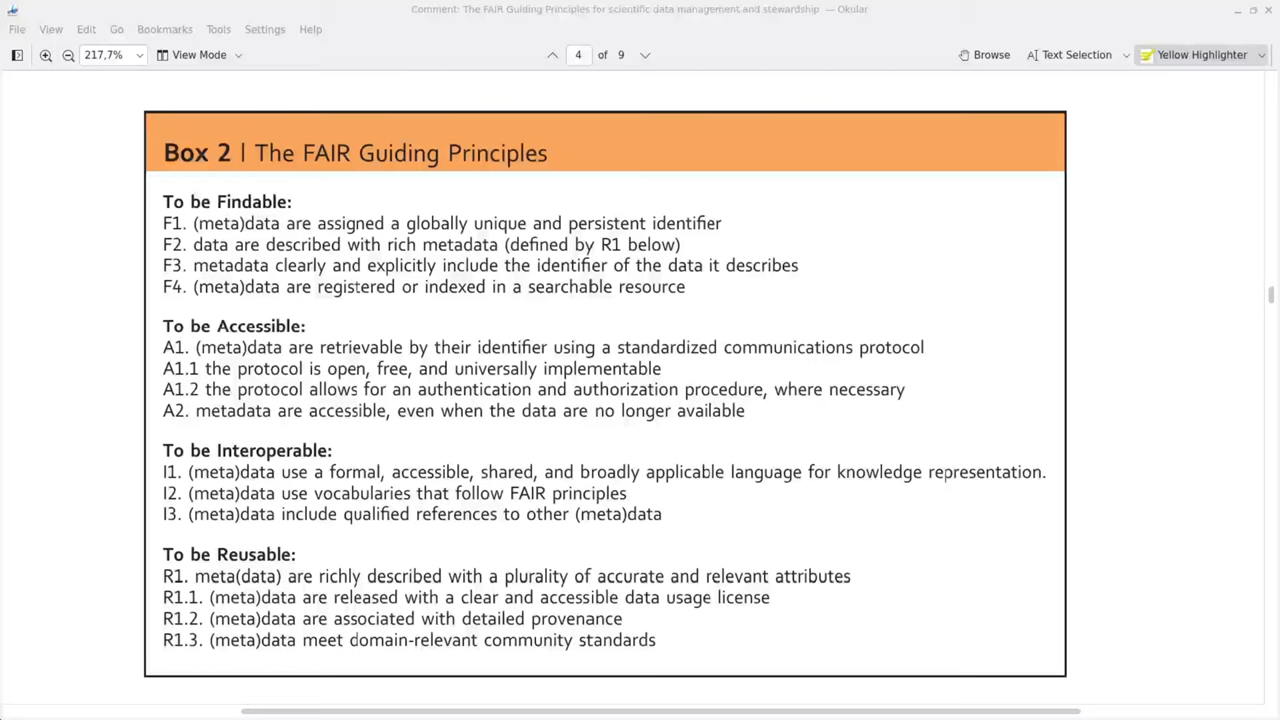 Comment: The FAIR Guiding Principles for scientific data management and stewardship — Okular
File View Edit Go Bookmarks Tools Settings Help
217,7% View Mode 4 of 9 Browse Text Selection Yellow Highlighter
Box 2 | The FAIR Guiding Principles
To be Findable:
F1. (meta)data are assigned a globally unique and persistent identifier
F2. data are described with rich metadata (defined by R1 below)
F3. metadata clearly and explicitly include the identifier of the data it describes
F4. (meta)data are registered or indexed in a searchable resource
To be Accessible:
A1. (meta)data are retrievable by their identifier using a standardized communications protocol
A1.1 the protocol is open, free, and universally implementable
A1.2 the protocol allows for an authentication and authorization procedure, where necessary
A2. metadata are accessible, even when the data are no longer available
To be Interoperable:
I1. (meta)data use a formal, accessible, shared, and broadly applicable language for knowledge representation.
I2. (meta)data use vocabularies that follow FAIR principles
I3. (meta)data include qualified references to other (meta)data
To be Reusable:
R1. meta(data) are richly described with a plurality of accurate and relevant attributes
R1.1. (meta)data are released with a clear and accessible data usage license
R1.2. (meta)data are associated with detailed provenance
R1.3. (meta)data meet domain-relevant community standards